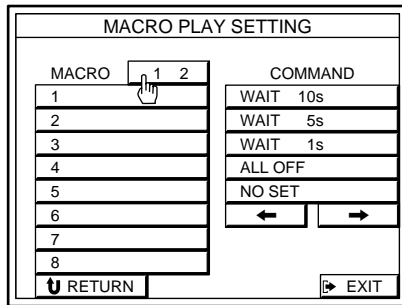 MACRO PLAY SETTING
MACRO 1 2
1
2
3
4
5
6
7
8
COMMAND
WAIT 10s
WAIT 5s
WAIT 1s
ALL OFF
NO SET
RETURN
EXIT